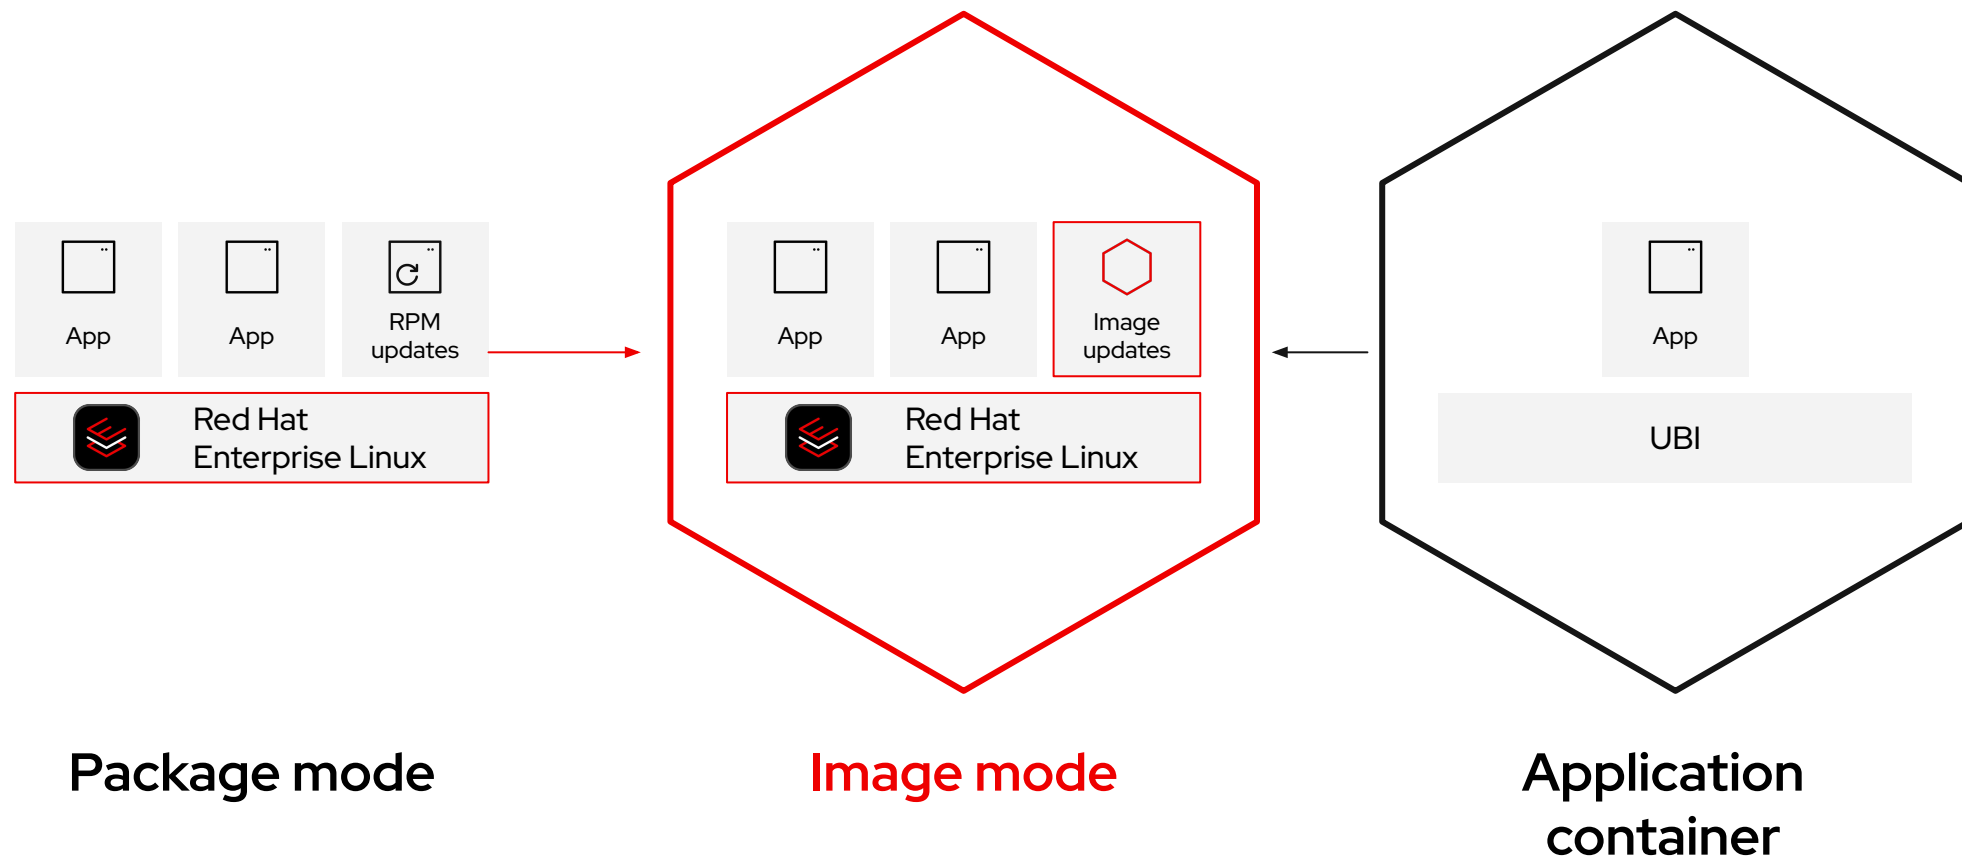 App
App
RPM
updates
Red Hat
Enterprise Linux
Package mode
App
App
Image
updates
Red Hat
Enterprise Linux
Image mode
App
UBI
Application
container